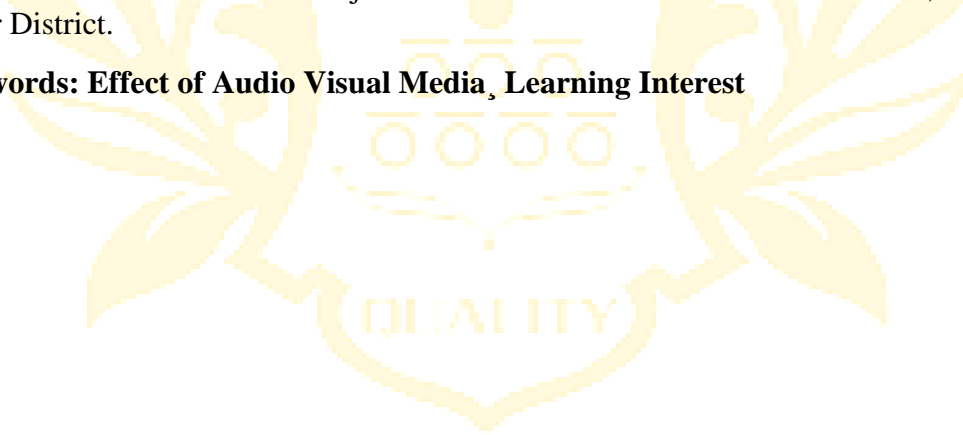 District.
words: Effect of Audio Visual Media¸ Learning Interest
QUALITY